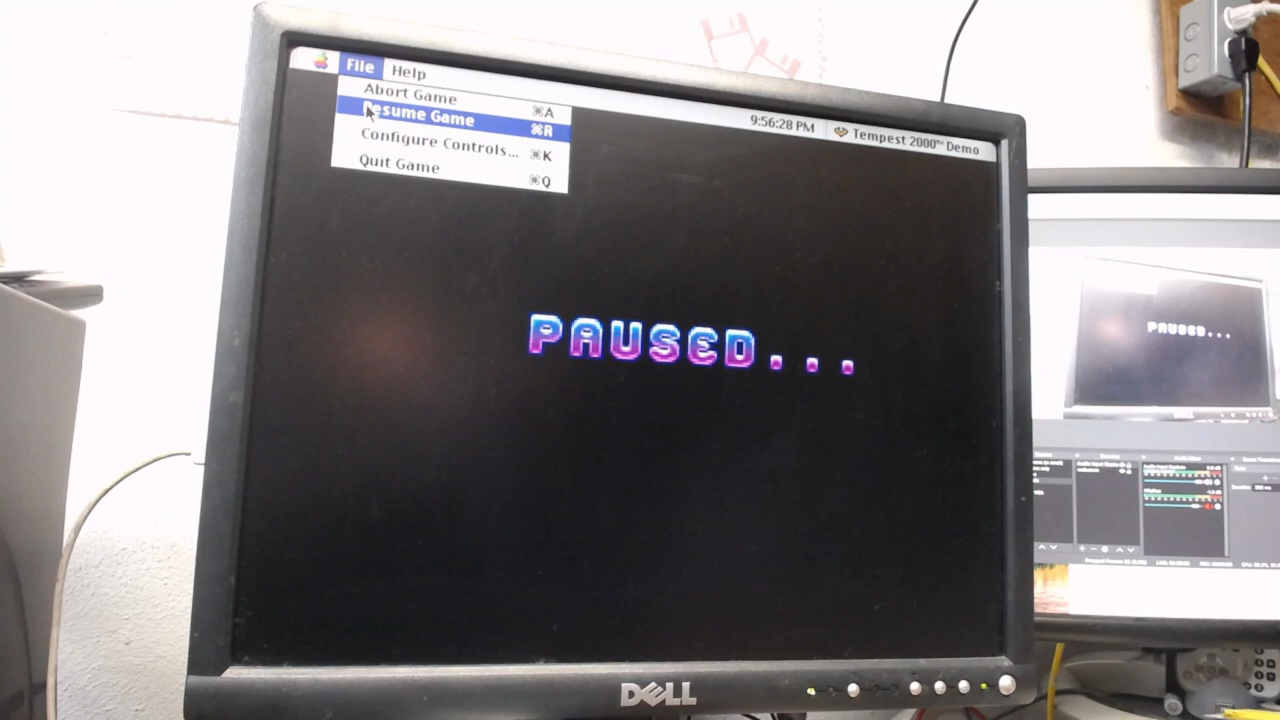 File Help
9:56:28 PM Tempest 2000™ Demo
Abort Game ⌘A
Resume Game ⌘R
Configure Controls... ⌘K
Quit Game ⌘Q
PAUSED...
PAUSED...
DELL